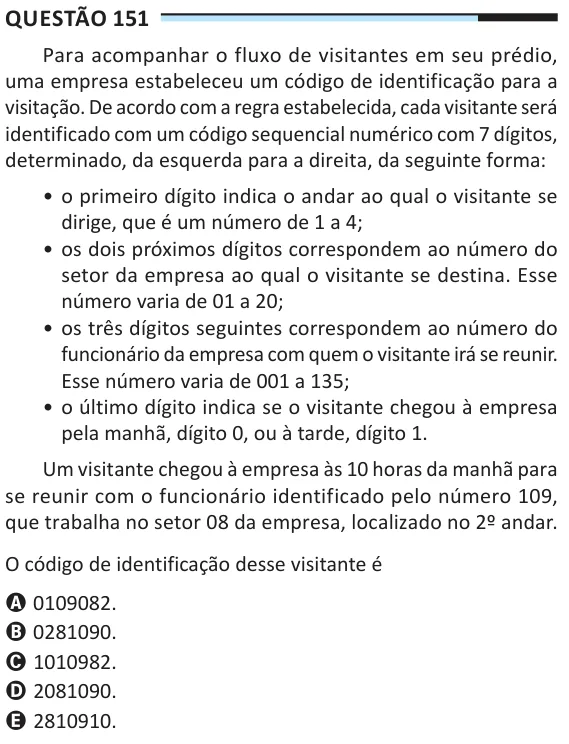 QUESTÃO 151
Para acompanhar o fluxo de visitantes em seu prédio,
uma empresa estabeleceu um código de identificação para a
visitação. De acordo com a regra estabelecida, cada visitante será
identificado com um código sequencial numérico com 7 dígitos,
determinado, da esquerda para a direita, da seguinte forma:
• o primeiro dígito indica o andar ao qual o visitante se
dirige, que é um número de 1 a 4;
• os dois próximos dígitos correspondem ao número do
setor da empresa ao qual o visitante se destina. Esse
número varia de 01 a 20;
• os três dígitos seguintes correspondem ao número do
funcionário da empresa com quem o visitante irá se reunir.
Esse número varia de 001 a 135;
• o último dígito indica se o visitante chegou à empresa
pela manhã, dígito 0, ou à tarde, dígito 1.
Um visitante chegou à empresa às 10 horas da manhã para
se reunir com o funcionário identificado pelo número 109,
que trabalha no setor 08 da empresa, localizado no 2º andar.
O código de identificação desse visitante é
A 0109082.
B 0281090.
C 1010982.
D 2081090.
E 2810910.